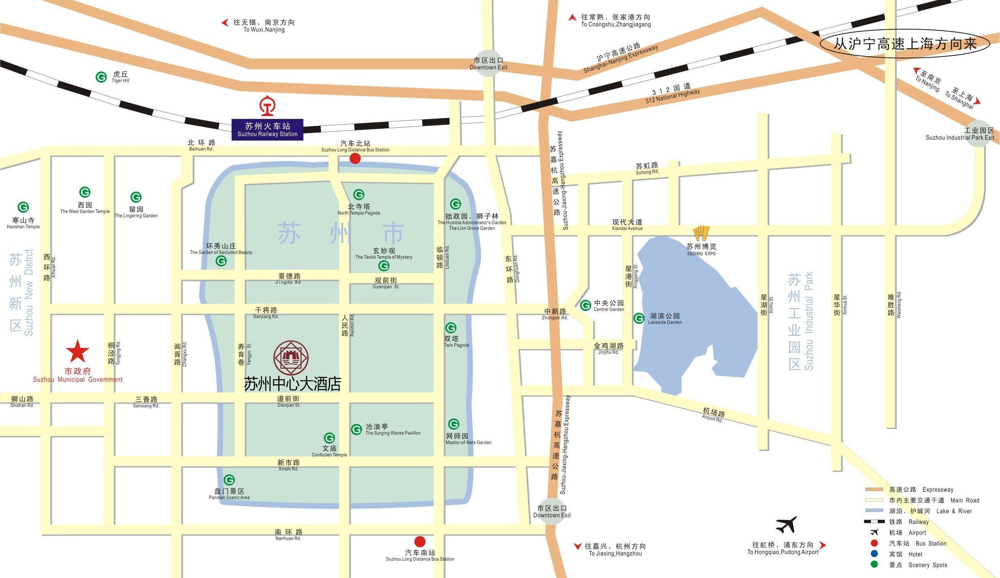 往无锡、南京方向
To Wuxi,Nanjing
往常熟、张家港方向
To Cnangshu,Zhangjiagang
从沪宁高速上海方向来
沪宁高速公路
Shanghai-Nanjing Expressway
市区出口
Downtown Exit
虎丘
TIger Hill
至南京
To Nanjing
至上海
To Shanghai
312国道
312 National Highway
苏州火车站
Suzhou Railway Station
工业园区
Suzhou Industrial Park Exit
北环路
Beihuan Rd.
汽车北站
Suzhou Long Distance Bus Station
苏嘉杭高速公路
Suzhou-Jiaxing-Hangzhou Expressway
苏虹路
Suhong Rd.
西园
The West Garden Temple
留园
The Lingering Garden
寒山寺
Hanshan Temple
北寺塔
North Temple Pagoda
拙政园、狮子林
The Humble Administator's Garden
The Lion Grove Garden
现代大道
Xiandai Avenue
苏州市
苏州博览
SUZHOU EXPO
环秀山庄
The Garden of Secluded Beauty
玄妙观
The Taolst Temple of Mystery
临顿路
Linduen Rd.
苏州新区
Suzhou New Distrct
西环路
Xihuan Rd.
东环路
Donghuan Rd.
星港街
Xinggang St.
景德路
Jingde Rd.
观前街
Guanqian St.
苏州工业园区
Suzhou Industrial Park
星湖街
Xinhu St.
星华街
Xinhua St.
唯胜路
Weisheng Rd.
干将路
Ganjiang Rd.
中新路
Zhongxin Rd.
中央公园
Central Garden
湖滨公园
Lakeside Garden
人民路
Renmin Rd.
双塔
Twin Pagoda
桐泾路
Tongjing Rd.
阊胥路
Changxu Rd.
养育巷
Yangyu St.
金鸡湖路
Jinjihu Rd.
市政府
Suzhou Municipal Govemment
苏州中心大酒店
狮山路
Shishan Rd.
三香路
Sanxiang Rd.
道前街
Daoqian St.
机场路
Airport Rd.
苏嘉杭高速公路
Suzhou-Jiaxing-Hangzhou Expressway
沧浪亭
The Surging Waves Pavillon
网师园
Mastor-of-Nets Garden
文庙
Confuclen Temple
新市路
Xinshi Rd.
盘门景区
Panmen Scenlc Area
市区出口
Downtown Exit
南环路
Nanhuan Rd.
汽车南站
Suzhou Long Distance Bus Station
往嘉兴、杭州方向
To Jiaxing,Hangzhou
往虹桥、浦东方向
To Hongqiao,Pudong Airport
高速公路 Expressway
市内主要交通干道 Main Road
湖泊、护城河 Lake & River
铁路 Railway
机场 Airport
汽车站 Bus Station
宾馆 Hotel
景点 Scenery Spots